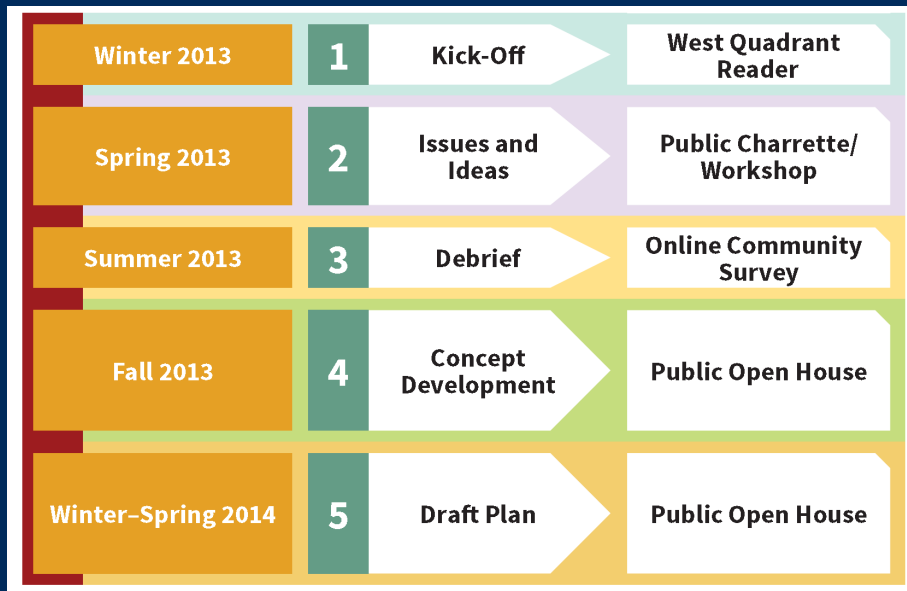 Winter 2013
1
Kick-Off
West Quadrant
Reader
Spring 2013
2
Issues and
Ideas
Public Charrette/
Workshop
Summer 2013
3
Debrief
Online Community
Survey
Fall 2013
4
Concept
Development
Public Open House
Winter–Spring 2014
5
Draft Plan
Public Open House